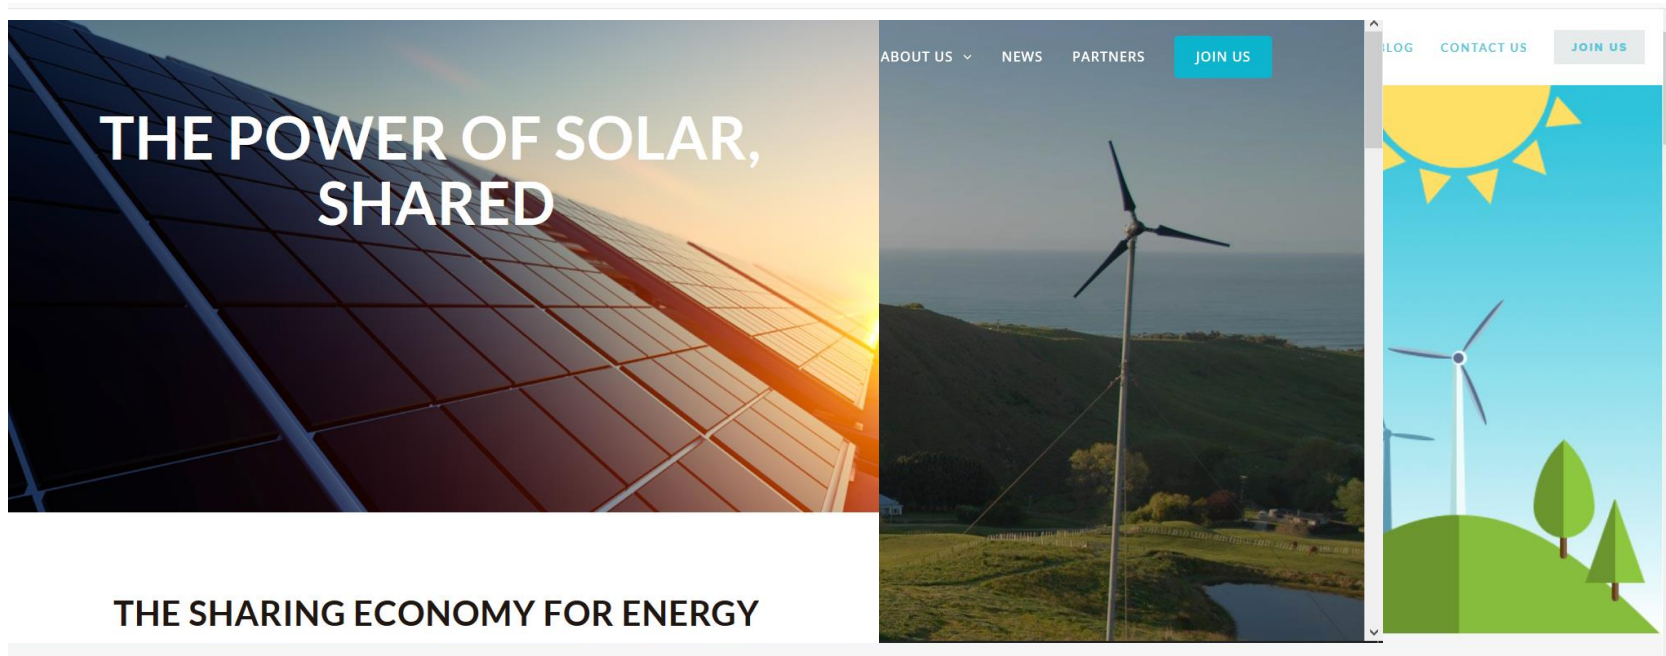 ABOUT US NEWS PARTNERS JOIN US
LOG CONTACT US JOIN US
THE POWER OF SOLAR,
SHARED
THE SHARING ECONOMY FOR ENERGY